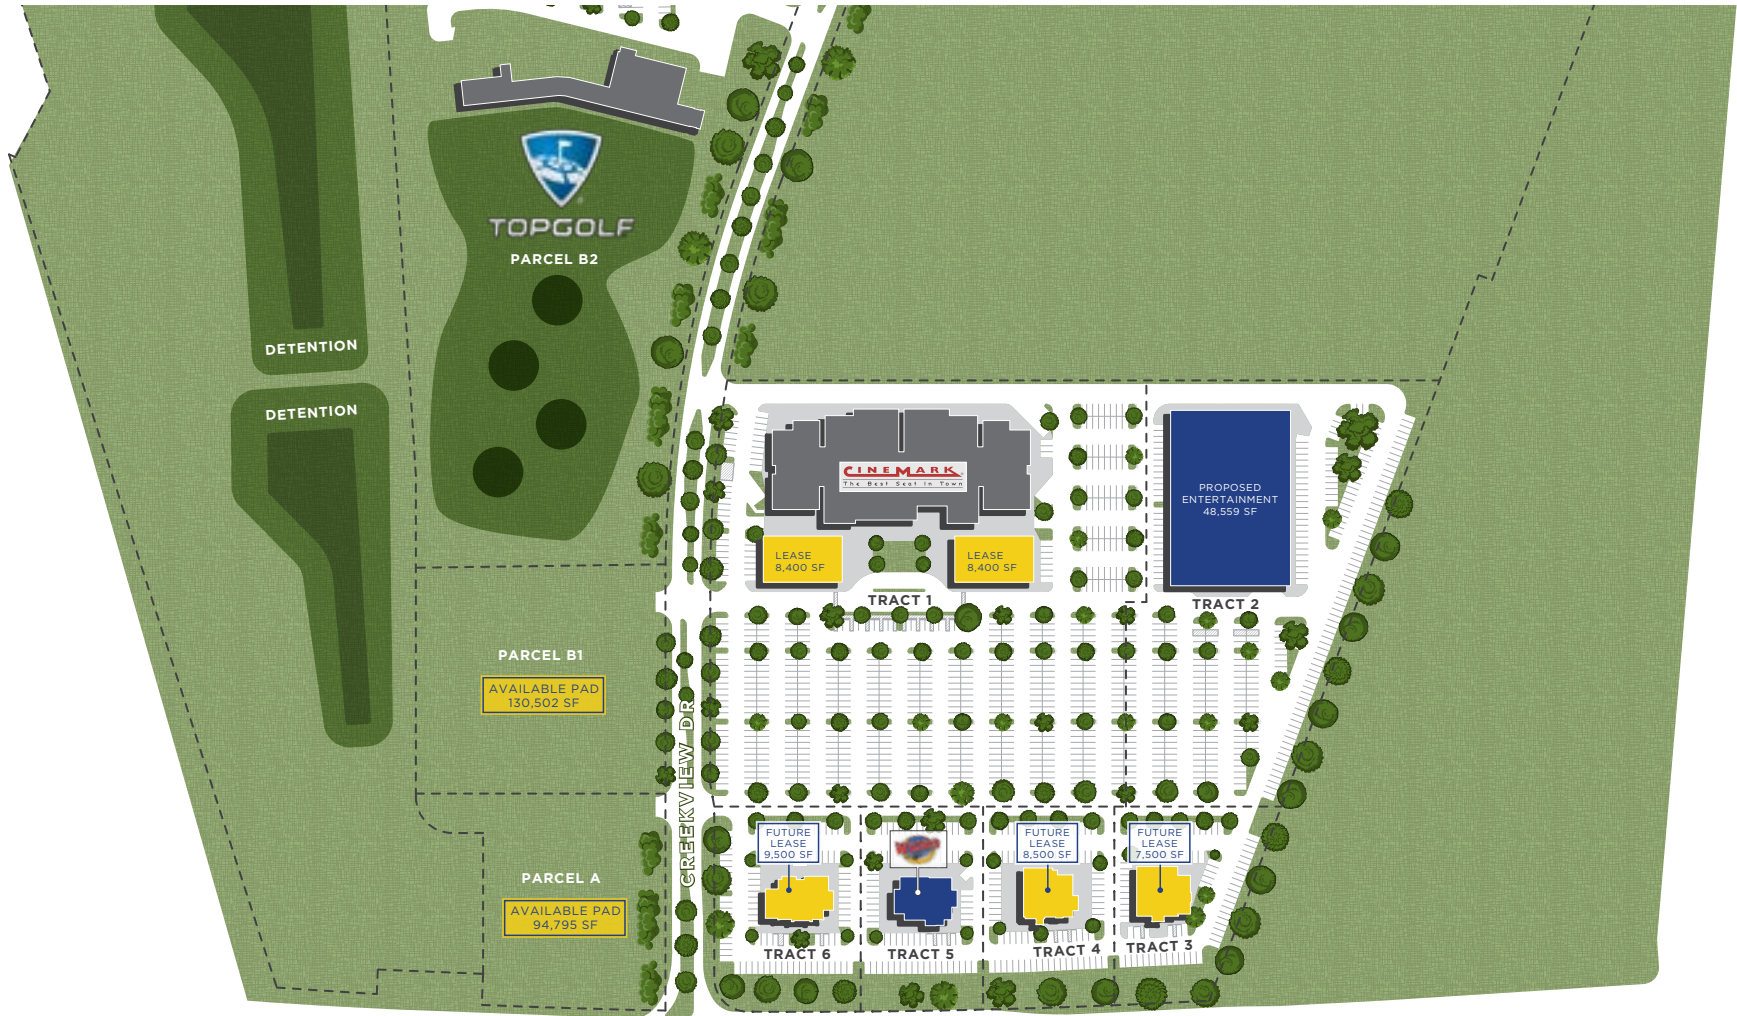 TOPGOLF
PARCEL B2
DETENTION
DETENTION
CINEMARK
The Best Seat In Town
PROPOSED
ENTERTAINMENT
48,559 SF
LEASE
8,400 SF
LEASE
8,400 SF
TRACT 1
TRACT 2
PARCEL B1
AVAILABLE PAD
130,502 SF
CREEKVIEW DR
FUTURE
LEASE
9,500 SF
FUTURE
LEASE
8,500 SF
FUTURE
LEASE
7,500 SF
PARCEL A
AVAILABLE PAD
94,795 SF
TRACT 6
TRACT 5
TRACT 4
TRACT 3